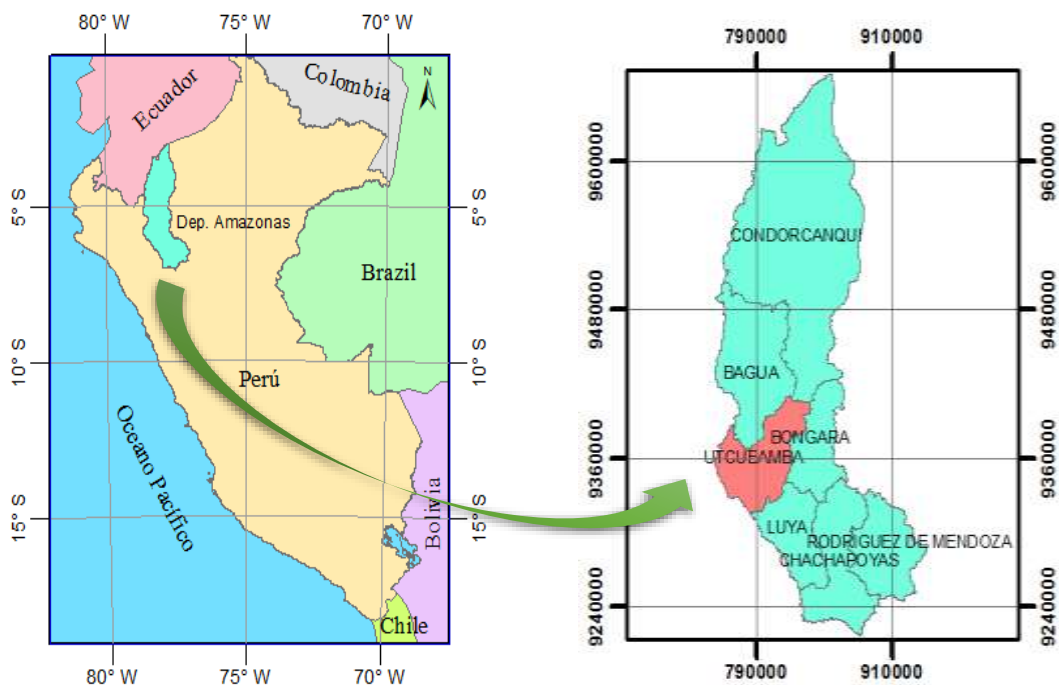 80° W 75° W 70° W
N
Colombia
Ecuador
5°S 5°S
Dep. Amazonas
Brazil
10°S 10°S
Perú
Oceano Pacífico
15°S 15°S
Bolivia
Chile
80° W 75° W 70° W
790000 910000
9600000 9600000
CONDORCANQUI
9480000 9480000
BAGUA
BONGARA
UTCUBAMBA
9360000 9360000
LUYA
RODRIGUEZ DE MENDOZA
CHACHAPOYAS
9240000 9240000
790000 910000